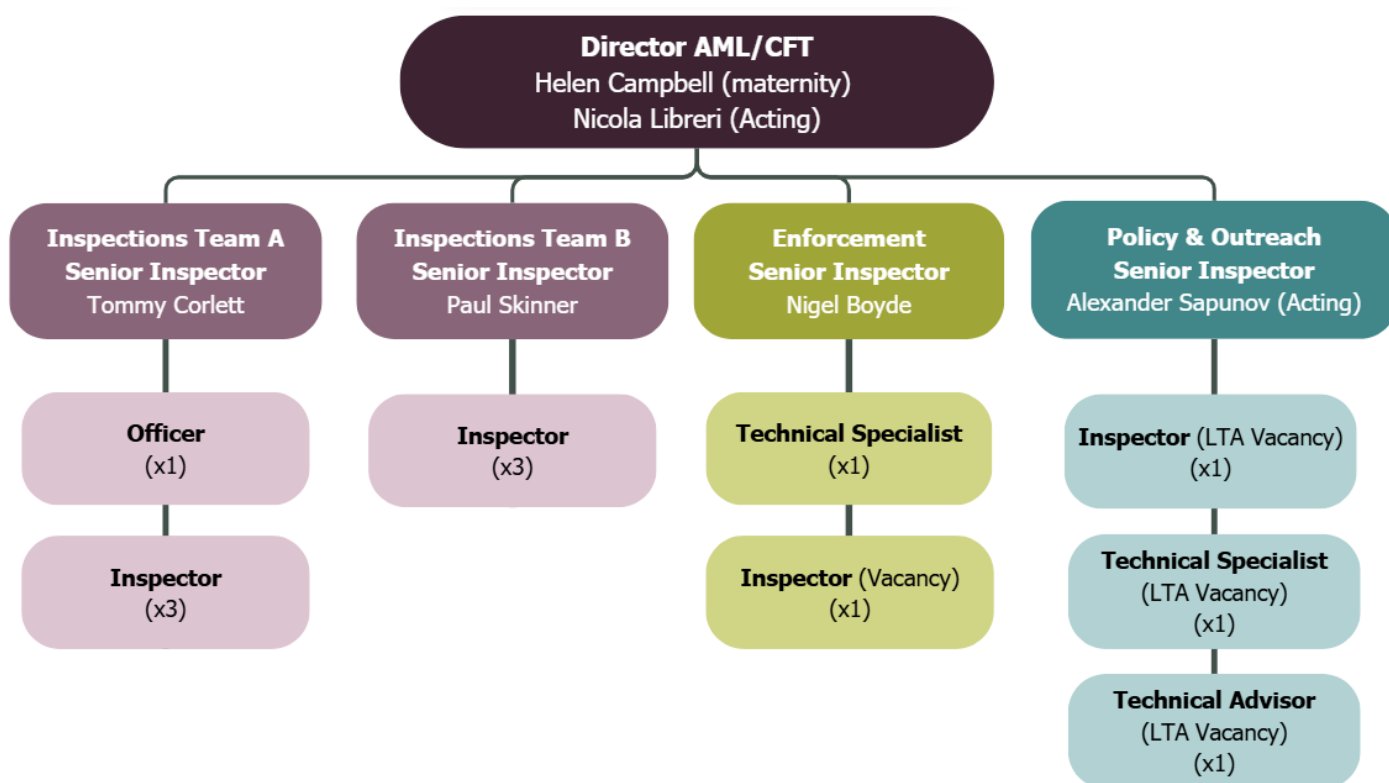 Director AML/CFT
Helen Campbell (maternity)
Nicola Libreri (Acting)
Inspections Team A
Senior Inspector
Tommy Corlett
Inspections Team B
Senior Inspector
Paul Skinner
Enforcement
Senior Inspector
Nigel Boyde
Policy & Outreach
Senior Inspector
Alexander Sapunov (Acting)
Officer
(x1)
Inspector
(x3)
Inspector
(x3)
Technical Specialist
(x1)
Inspector (Vacancy)
(x1)
Inspector (LTA Vacancy)
(x1)
Technical Specialist
(LTA Vacancy)
(x1)
Technical Advisor
(LTA Vacancy)
(x1)